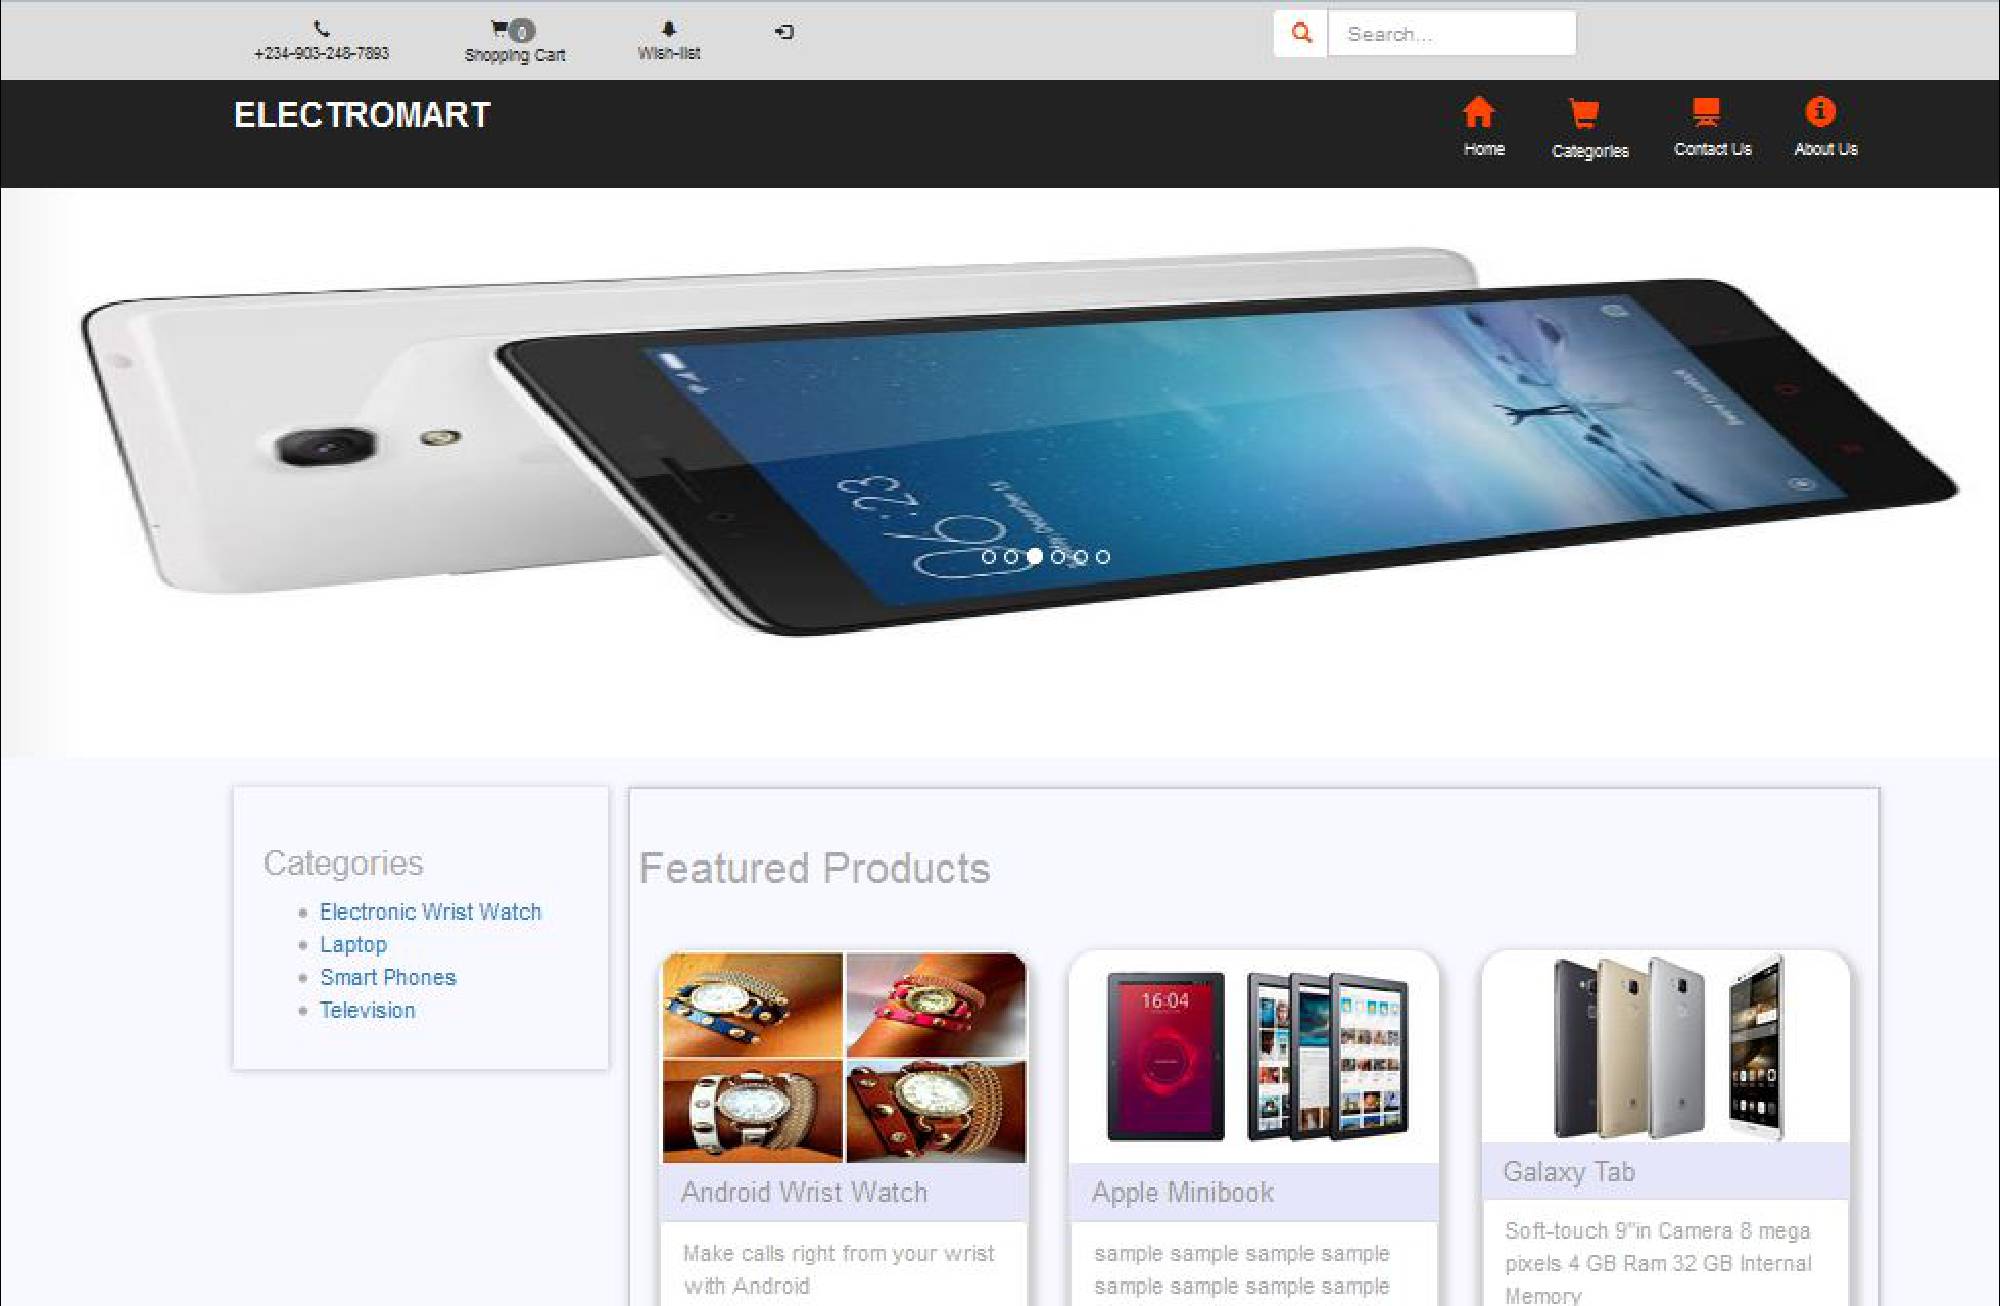 +234-903-248-7893
0
Shopping Cart
Wish-list
Search...
ELECTROMART
Home
Categories
Contact Us
About Us
06:23
Categories
Electronic Wrist Watch
Laptop
Smart Phones
Television
Featured Products
16:04
Android Wrist Watch
Make calls right from your wrist
with Android
Apple Minibook
sample sample sample sample
sample sample sample sample
Galaxy Tab
Soft-touch 9"in Camera 8 mega
pixels 4 GB Ram 32 GB Internal
Memory